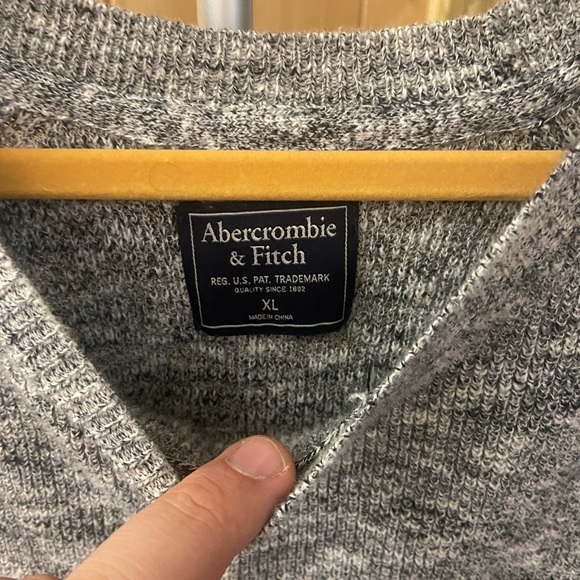 Abercrombie
& Fitch
REG. U.S. PAT. TRADEMARK
QUALITY SINCE 1892
XL
MADE IN CHINA